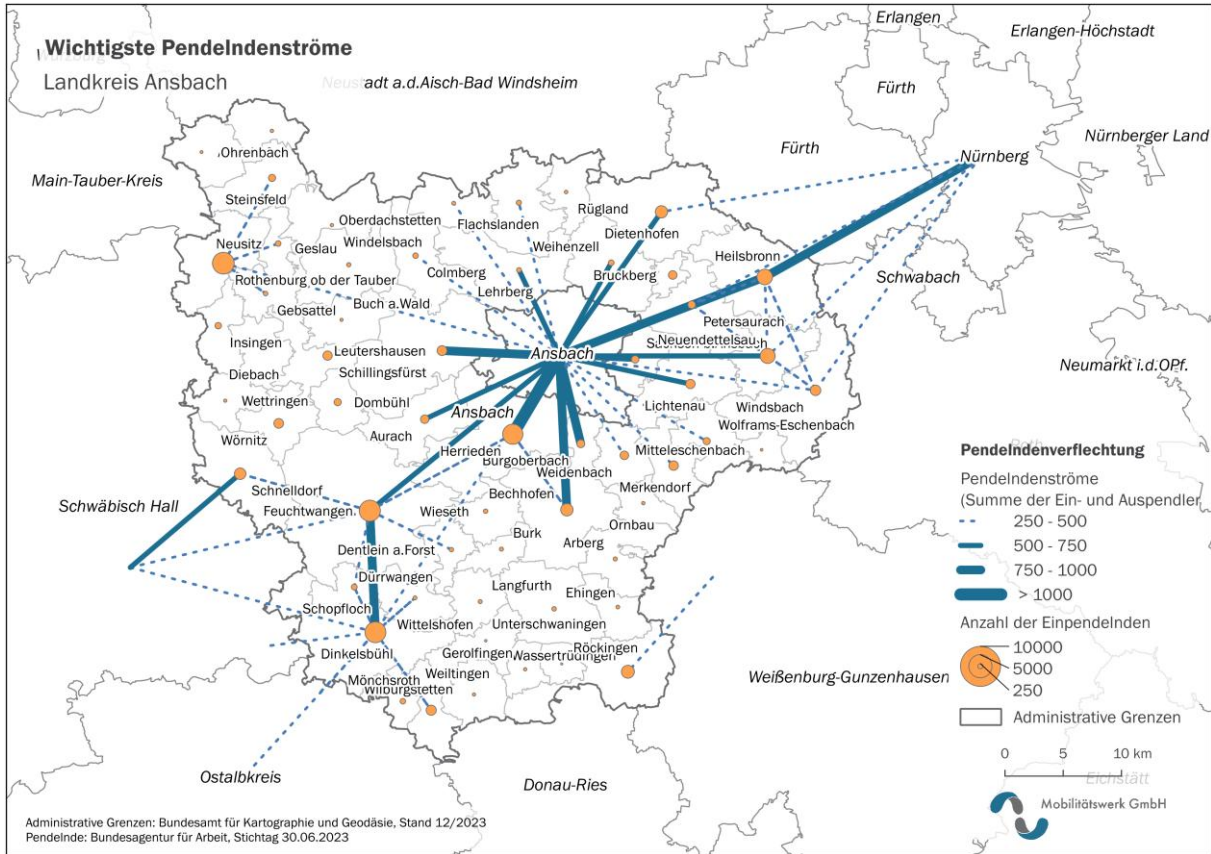 Wichtigste Pendelndenströme
Landkreis Ansbach
Würzburg
Neustadt a.d.Aisch-Bad Windsheim
Erlangen
Erlangen-Höchstadt
Fürth
Nürnberger Land
Fürth
Nürnberg
Main-Tauber-Kreis
Schwabach
Neumarkt i.d.OPf.
Roth
Ohrenbach
Steinsfeld
Oberdachstetten
Flachslanden
Rügland
Neusitz
Geslau
Windelsbach
Weihenzell
Dietenhofen
Rothenburg ob der Tauber
Colmberg
Lehrberg
Bruckberg
Heilsbronn
Gebsattel
Buch a.Wald
Petersaurach
Insingen
Leutershausen
Ansbach
Neuendettelsau
Diebach
Schillingsfürst
Wettringen
Dombühl
Ansbach
Lichtenau
Windsbach
Wolframs-Eschenbach
Wörnitz
Aurach
Herrieden
Burgoberbach
Weidenbach
Mitteleschenbach
Schwäbisch Hall
Schnelldorf
Feuchtwangen
Wieseth
Bechhofen
Merkendorf
Ornbau
Burk
Arberg
Dentlein a.Forst
Dürrwangen
Langfurth
Ehingen
Schopfloch
Wittelshofen
Unterschwaningen
Dinkelsbühl
Gerolfingen
Wassertrüdingen
Röckingen
Mönchsroth
Weiltingen
Wilburgstetten
Weißenburg-Gunzenhausen
Ostalbkreis
Donau-Ries
Eichstätt
Pendelndenverflechtung
Pendelndenströme
(Summe der Ein- und Auspendler
250 - 500
500 - 750
750 - 1000
> 1000
Anzahl der Einpendelnden
10000
5000
250
Administrative Grenzen
0 5 10 km
Mobilitätswerk GmbH
Administrative Grenzen: Bundesamt für Kartographie und Geodäsie, Stand 12/2023
Pendelnde: Bundesagentur für Arbeit, Stichtag 30.06.2023